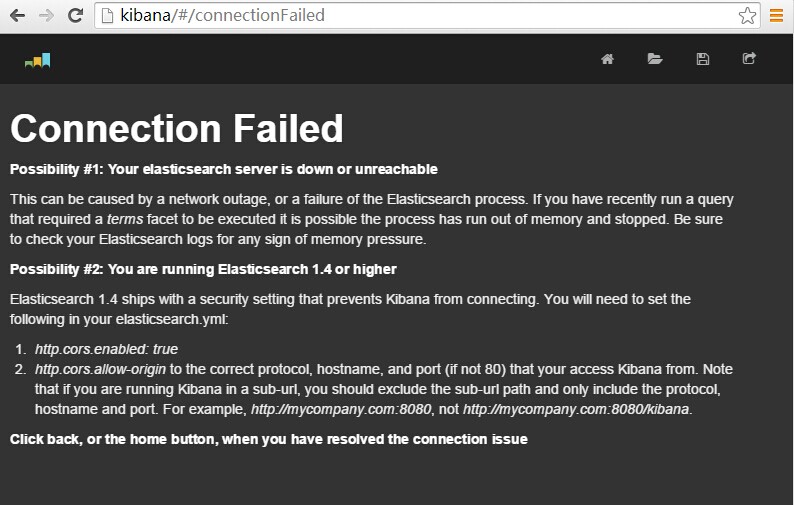 kibana/#/connectionFailed
Connection Failed
Possibility #1: Your elasticsearch server is down or unreachable
This can be caused by a network outage, or a failure of the Elasticsearch process. If you have recently run a query
that required a terms facet to be executed it is possible the process has run out of memory and stopped. Be sure
to check your Elasticsearch logs for any sign of memory pressure.
Possibility #2: You are running Elasticsearch 1.4 or higher
Elasticsearch 1.4 ships with a security setting that prevents Kibana from connecting. You will need to set the
following in your elasticsearch.yml:
1. http.cors.enabled: true
2. http.cors.allow-origin to the correct protocol, hostname, and port (if not 80) that your access Kibana from. Note
that if you are running Kibana in a sub-url, you should exclude the sub-url path and only include the protocol,
hostname and port. For example, http://mycompany.com:8080, not http://mycompany.com:8080/kibana.
Click back, or the home button, when you have resolved the connection issue